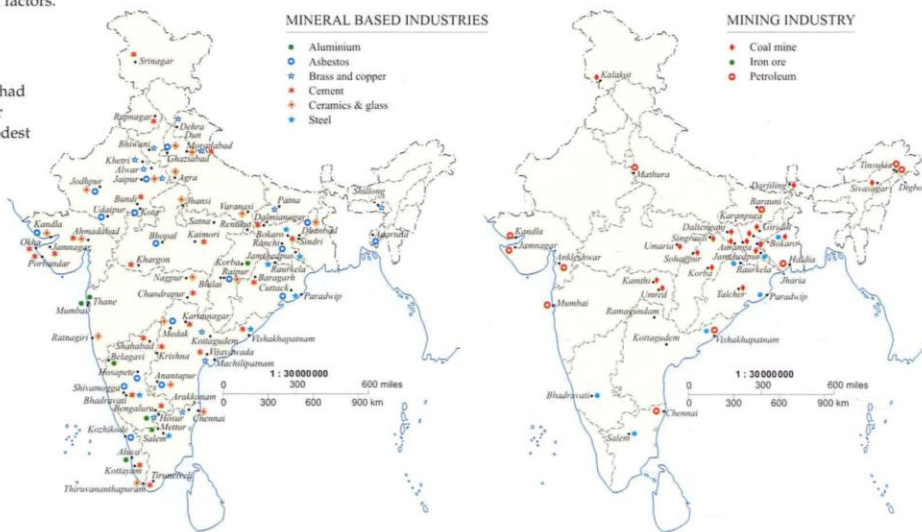 factors.
had
r
odest
MINERAL BASED INDUSTRIES
Aluminium
Asbestos
Brass and copper
Cement
Ceramics & glass
Steel
Srinagar
Rupnagar
Dehra
Dun
Bhiwani
Moradabad
Ghaziabad
Khetri
Alwar
Jaipur
Agra
Jodhpur
Bundi
Jhansi
Udaipur
Kota
Varanasi
Patna
Shillong
Satna
Renukut
Dalmianagar
Kandla
Ahmadabad
Bhopal
Kaimori
Bokaro
Dhanbad
Agartala
Okha
Jamnagar
Ranchi
Sindri
Porbandar
Khargon
Korba
Jamshedpur
Raipur
Raurkela
Nagpur
Bhilai
Baragarh
Chandrapur
Cuttack
Paradwip
Thane
Mumbai
Karimnagar
Medak
Ratnagiri
Kottagudem
Vishakhapatnam
Shahabad
Krishna
Vijayawada
Belagavi
Machilipatnam
Hosapete
Anantapur
1 : 30000000
Shivamogga
0
300
600 miles
Bhadravati
Arakkonam
0
300
600
900 km
Bengaluru
Chennai
Hosur
Mettur
Kozhikode
Salem
Aluva
Kottayam
Tirunelveli
Thiruvananthapuram
MINING INDUSTRY
Coal mine
Iron ore
Petroleum
Kalakot
Mathura
Tinsukia
Darjiling
Sivasagar
Digboi
Barauni
Karanpura
Kandla
Daltenganj
Giridih
Singrauli
Jamnagar
Umaria
Auranga
Bokaro
Ankleshwar
Sohagpur
Jamshedpur
Haldia
Korba
Raurkela
Kamthi
Jharia
Talcher
Mumbai
Umred
Paradwip
Ramagundam
Kottagudem
Vishakhapatnam
1 : 30000000
0
300
600 miles
Bhadravati
0
300
600
900 km
Chennai
Salem